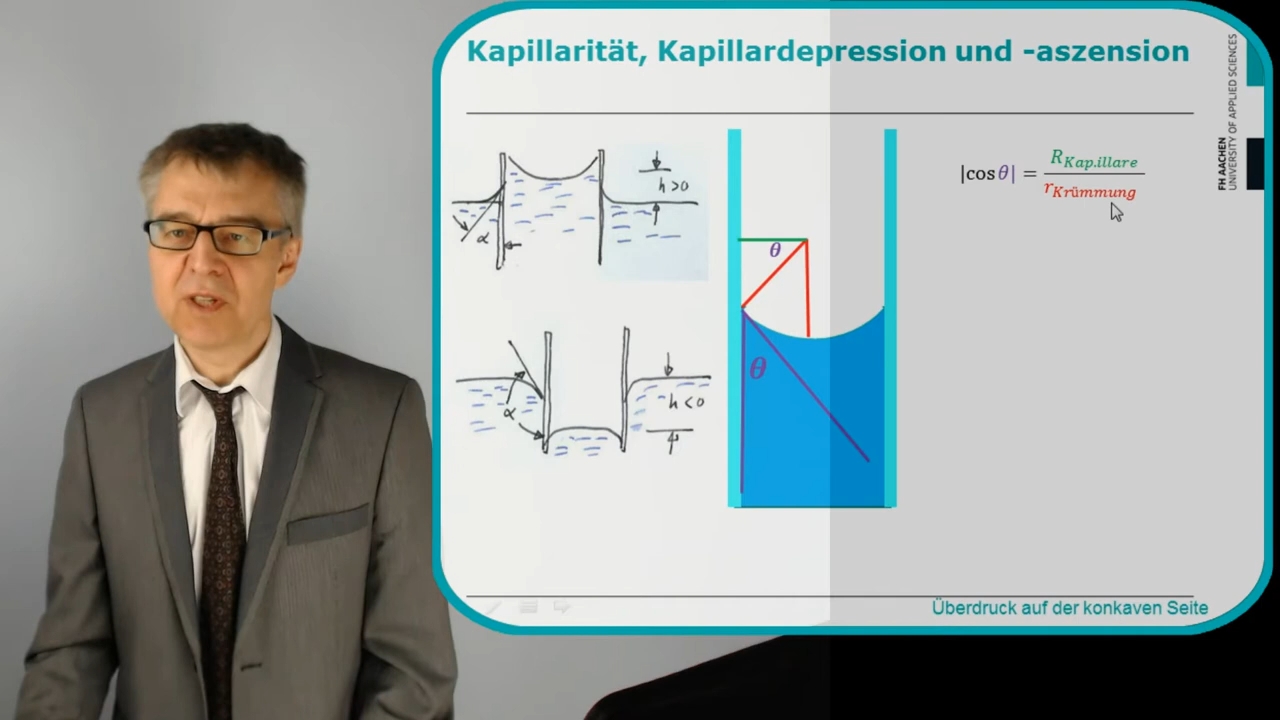 Kapillarität, Kapillardepression und -aszension
FH AACHEN
UNIVERSITY OF APPLIED SCIENCES
h>0
α
α
h<0
θ
θ
|cosθ| = R_Kap.illare / r_Krümmung
Überdruck auf der konkaven Seite